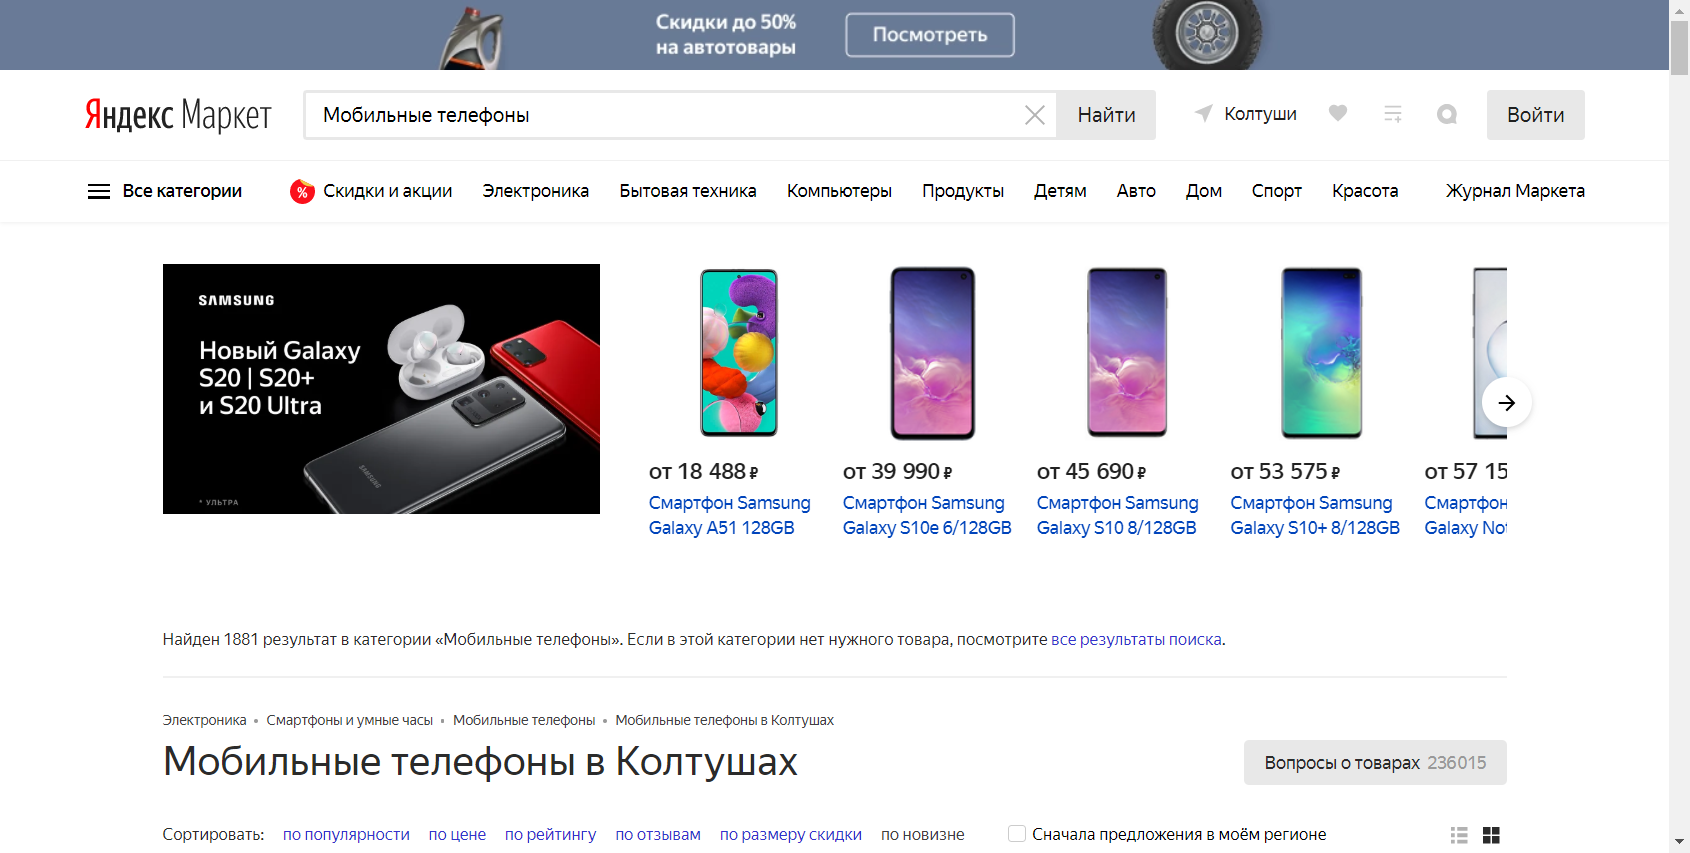 Скидки до 50%
на автотовары
Посмотреть
Яндекс Маркет
Мобильные телефоны
Найти
Колтуши
Войти
Все категории
% Скидки и акции
Электроника
Бытовая техника
Компьютеры
Продукты
Детям
Авто
Дом
Спорт
Красота
Журнал Маркета
SAMSUNG
Новый Galaxy
S20 | S20+
и S20 Ultra
SAMSUNG
* УЛЬТРА
от 18 488 ₽
Смартфон Samsung
Galaxy A51 128GB
от 39 990 ₽
Смартфон Samsung
Galaxy S10e 6/128GB
от 45 690 ₽
Смартфон Samsung
Galaxy S10 8/128GB
от 53 575 ₽
Смартфон Samsung
Galaxy S10+ 8/128GB
от 57 15
Смартфон
Galaxy Not
Найден 1881 результат в категории «Мобильные телефоны». Если в этой категории нет нужного товара, посмотрите все результаты поиска.
Электроника • Смартфоны и умные часы • Мобильные телефоны • Мобильные телефоны в Колтушах
Мобильные телефоны в Колтушах
Вопросы о товарах 236015
Сортировать: по популярности по цене по рейтингу по отзывам по размеру скидки по новизне
Сначала предложения в моём регионе